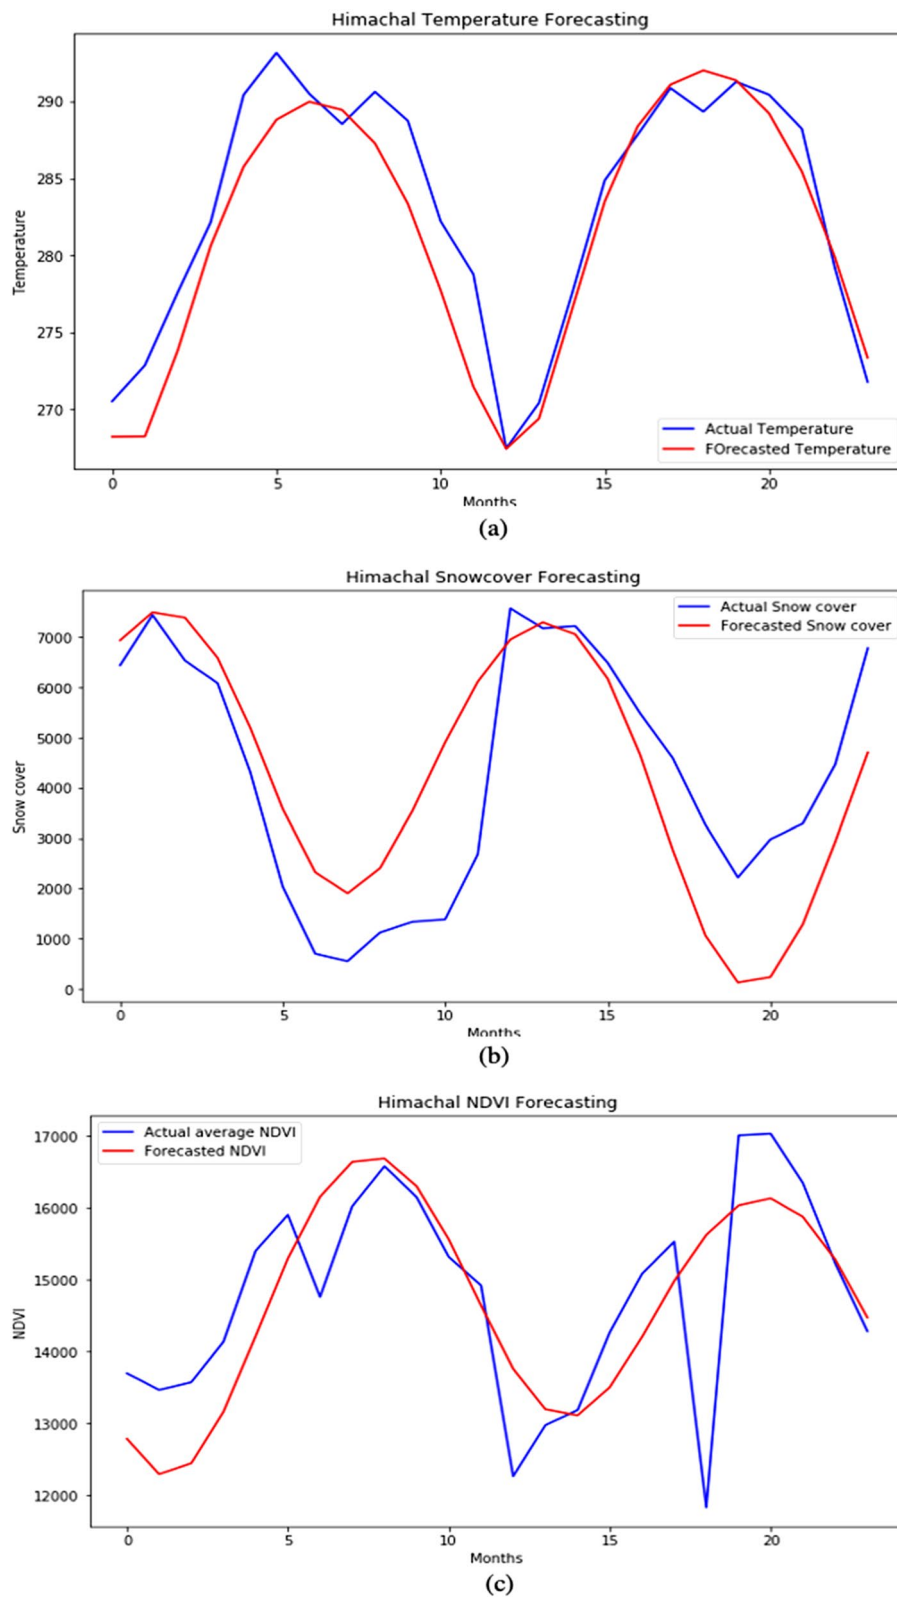 Himachal Temperature Forecasting
290
285
280
275
270
Temperature
Actual Temperature
FOrecasted Temperature
0 5 10 15 20
Months
(a)
Himachal Snowcover Forecasting
7000
6000
5000
4000
3000
2000
1000
0
Snow cover
Actual Snow cover
Forecasted Snow cover
0 5 10 15 20
Months
(b)
Himachal NDVI Forecasting
17000
16000
15000
14000
13000
12000
NDVI
Actual average NDVI
Forecasted NDVI
0 5 10 15 20
Months
(c)